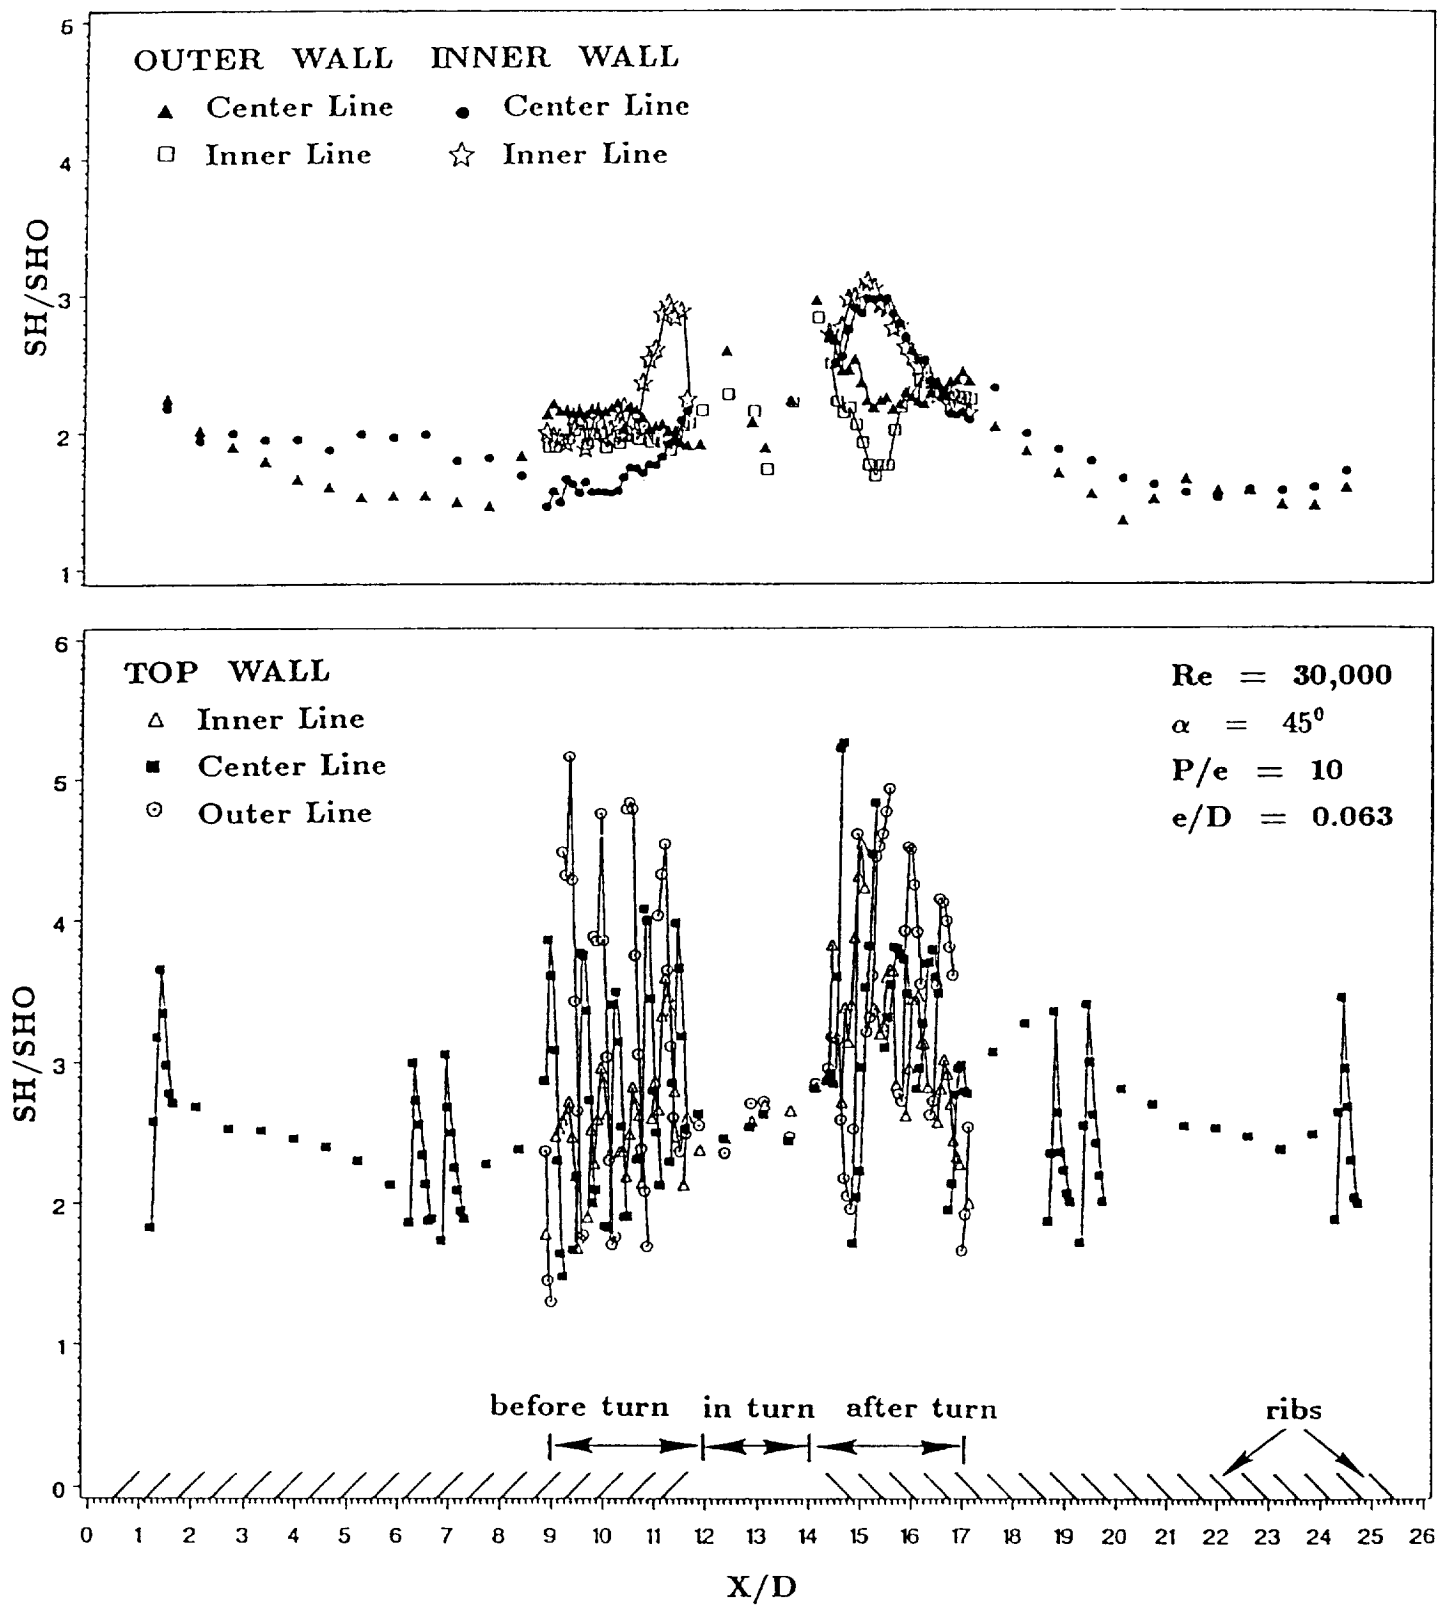 5
OUTER WALL INNER WALL
▲ Center Line ● Center Line
□ Inner Line ☆ Inner Line
4
SH/SHO
3
2
1
6
TOP WALL
△ Inner Line
■ Center Line
⊙ Outer Line
Re = 30,000
α = 45⁰
P/e = 10
e/D = 0.063
5
4
SH/SHO
3
2
1
before turn in turn after turn ribs
0
0 1 2 3 4 5 6 7 8 9 10 11 12 13 14 15 16 17 18 19 20 21 22 23 24 25 26
X/D